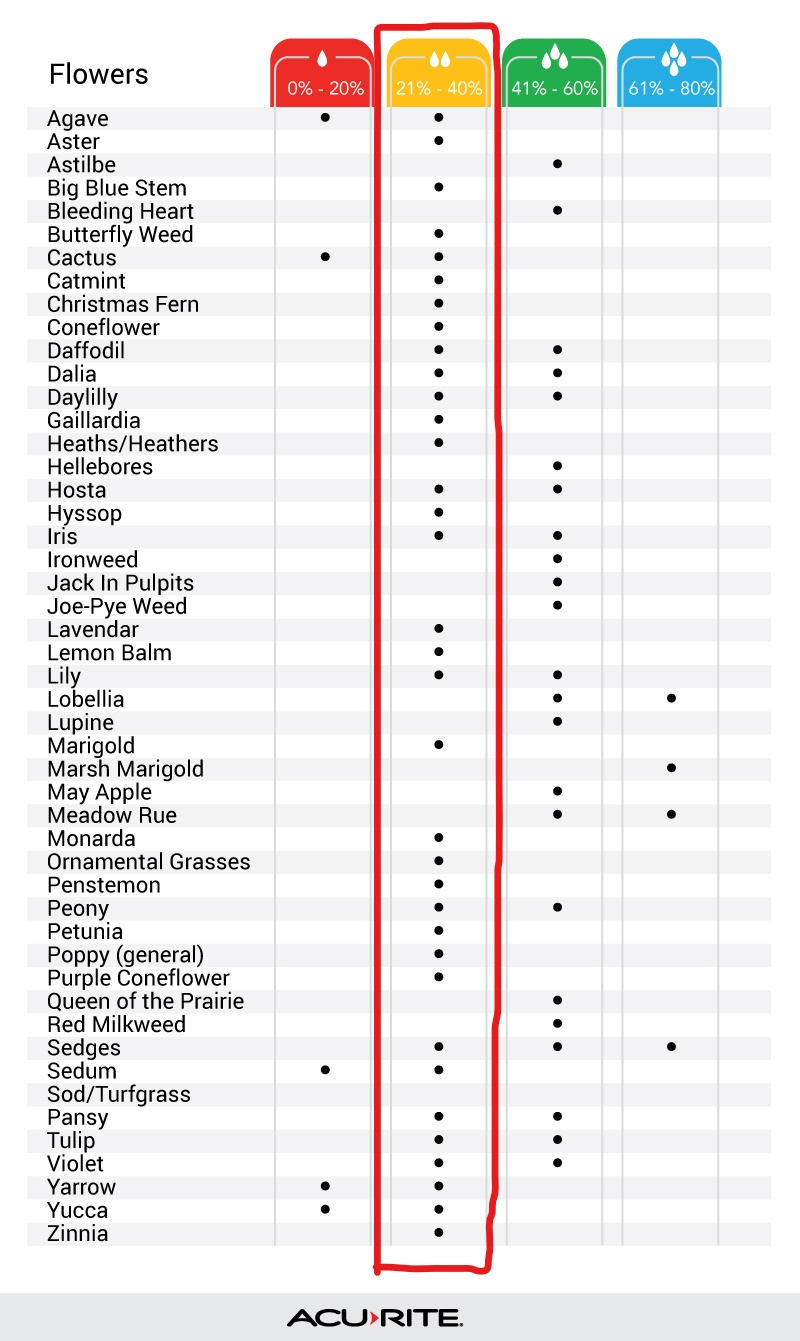 Flowers
0% - 20%
21% - 40%
41% - 60%
61% - 80%
Agave
Aster
Astilbe
Big Blue Stem
Bleeding Heart
Butterfly Weed
Cactus
Catmint
Christmas Fern
Coneflower
Daffodil
Dalia
Daylilly
Gaillardia
Heaths/Heathers
Hellebores
Hosta
Hyssop
Iris
Ironweed
Jack In Pulpits
Joe-Pye Weed
Lavendar
Lemon Balm
Lily
Lobellia
Lupine
Marigold
Marsh Marigold
May Apple
Meadow Rue
Monarda
Ornamental Grasses
Penstemon
Peony
Petunia
Poppy (general)
Purple Coneflower
Queen of the Prairie
Red Milkweed
Sedges
Sedum
Sod/Turfgrass
Pansy
Tulip
Violet
Yarrow
Yucca
Zinnia
ACU RITE